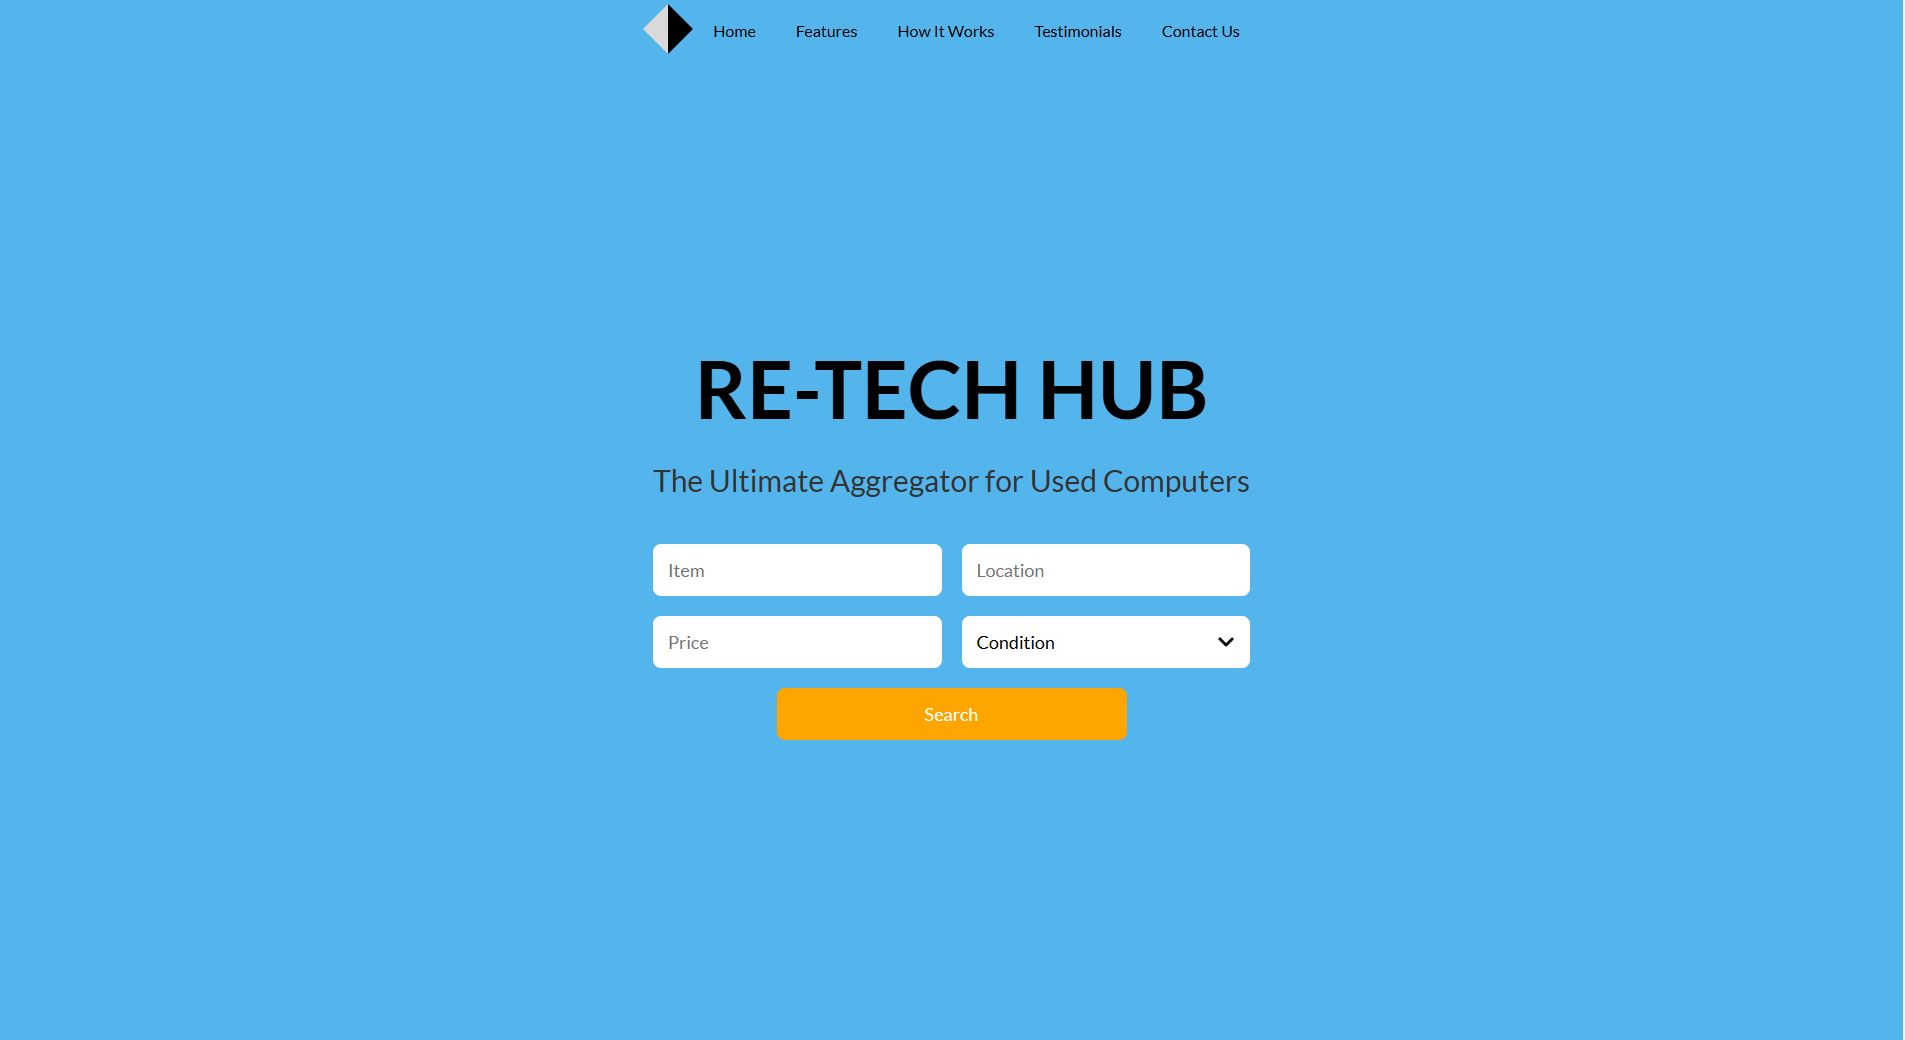 Home Features How It Works Testimonials Contact Us
RE-TECH HUB
The Ultimate Aggregator for Used Computers
Item Location
Price Condition
Search